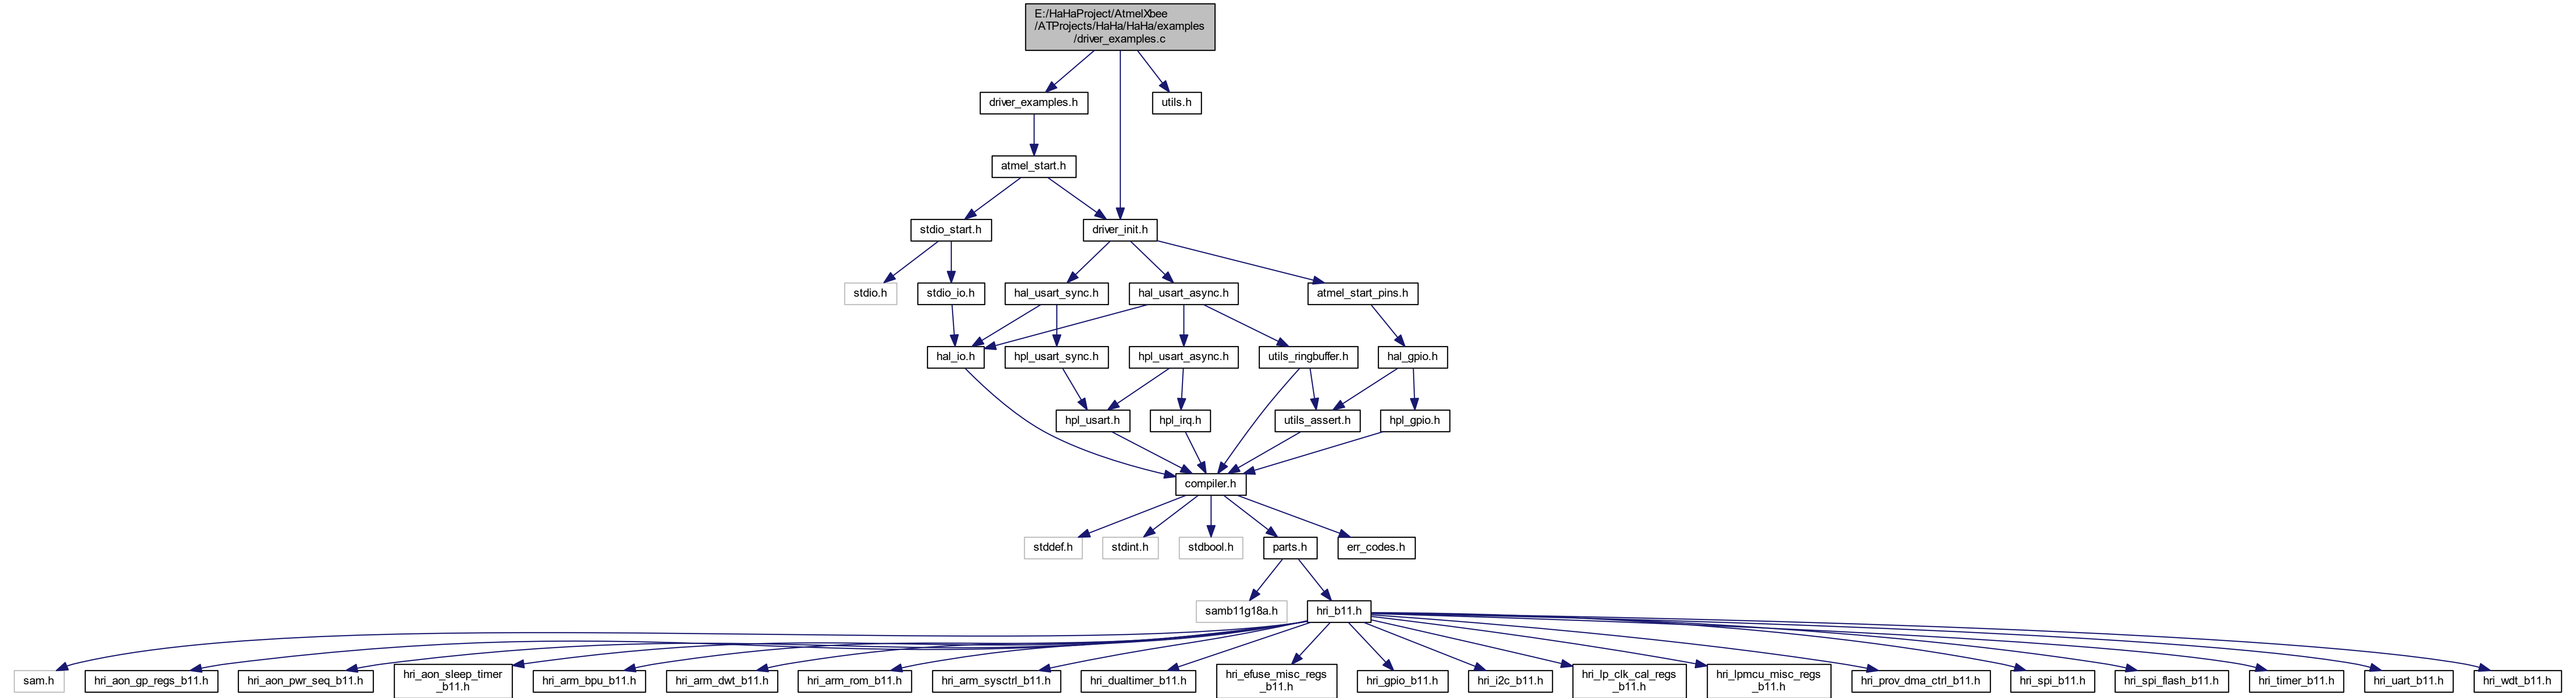 E:/HaHaProject/AtmelXbee
/ATProjects/HaHa/HaHa/examples
/driver_examples.c
driver_examples.h
utils.h
atmel_start.h
stdio_start.h
driver_init.h
stdio.h
stdio_io.h
hal_usart_sync.h
hal_usart_async.h
atmel_start_pins.h
hal_io.h
hpl_usart_sync.h
hpl_usart_async.h
utils_ringbuffer.h
hal_gpio.h
hpl_usart.h
hpl_irq.h
utils_assert.h
hpl_gpio.h
compiler.h
stddef.h
stdint.h
stdbool.h
parts.h
err_codes.h
samb11g18a.h
hri_b11.h
sam.h
hri_aon_gp_regs_b11.h
hri_aon_pwr_seq_b11.h
hri_aon_sleep_timer
_b11.h
hri_arm_bpu_b11.h
hri_arm_dwt_b11.h
hri_arm_rom_b11.h
hri_arm_sysctrl_b11.h
hri_dualtimer_b11.h
hri_efuse_misc_regs
_b11.h
hri_gpio_b11.h
hri_i2c_b11.h
hri_lp_clk_cal_regs
_b11.h
hri_lpmcu_misc_regs
_b11.h
hri_prov_dma_ctrl_b11.h
hri_spi_b11.h
hri_spi_flash_b11.h
hri_timer_b11.h
hri_uart_b11.h
hri_wdt_b11.h